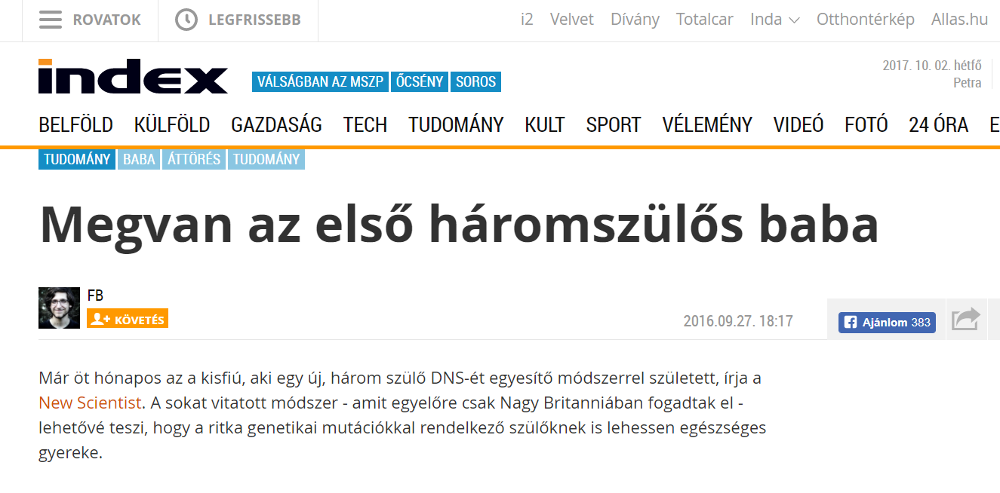 ROVATOK LEGFRISSEBB i2 Velvet Dívány Totalcar Inda Otthontérkép Allas.hu
2017. 10. 02. hétfő
Petra
index VÁLSÁGBAN AZ MSZP ŐCSÉNY SOROS
BELFÖLD KÜLFÖLD GAZDASÁG TECH TUDOMÁNY KULT SPORT VÉLEMÉNY VIDEÓ FOTÓ 24 ÓRA E
TUDOMÁNY BABA ÁTTÖRÉS TUDOMÁNY
Megvan az első háromszülős baba
FB
KÖVETÉS
2016.09.27. 18:17
Ajánlom 383
Már öt hónapos az a kisfiú, aki egy új, három szülő DNS-ét egyesítő módszerrel született, írja a
New Scientist. A sokat vitatott módszer - amit egyelőre csak Nagy Britanniában fogadtak el -
lehetővé teszi, hogy a ritka genetikai mutációkkal rendelkező szülőknek is lehessen egészséges
gyereke.